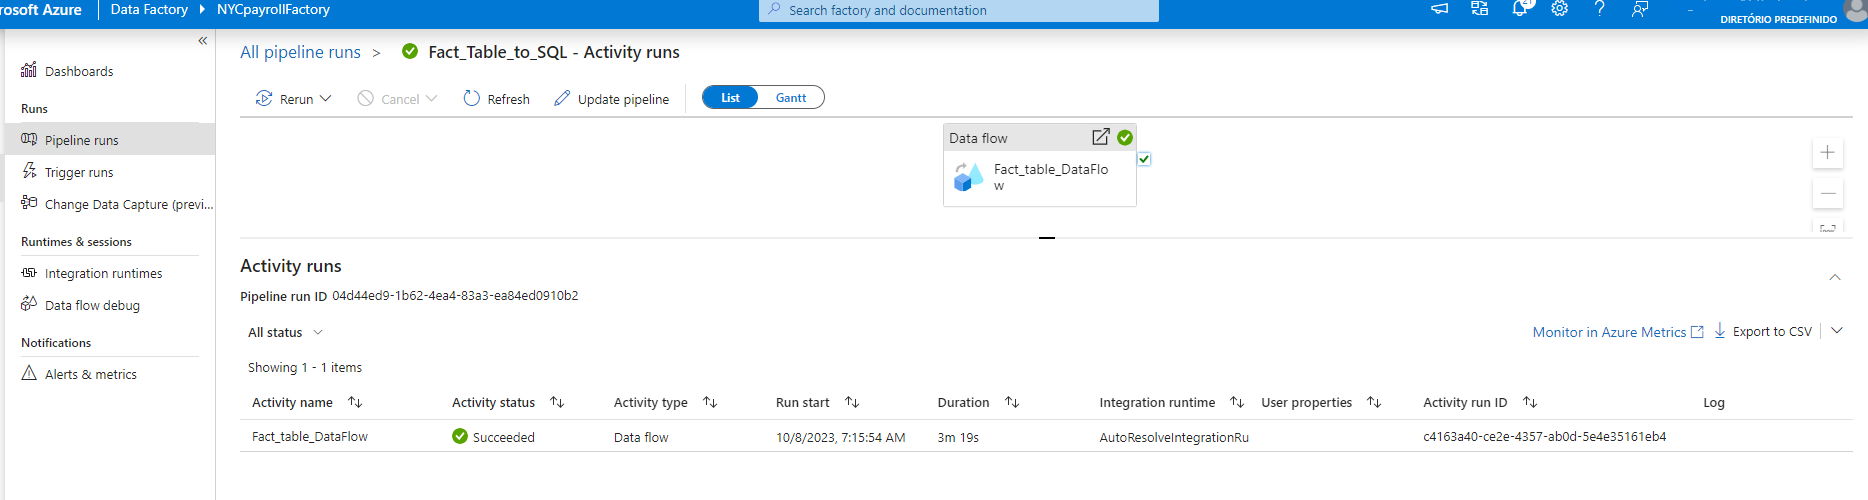 rosoft Azure
Data Factory
NYCpayrollFactory
Search factory and documentation
DIRETÓRIO PREDEFINIDO
Dashboards
Runs
Pipeline runs
Trigger runs
Change Data Capture (previ...
Runtimes & sessions
Integration runtimes
Data flow debug
Notifications
Alerts & metrics
All pipeline runs > Fact_Table_to_SQL - Activity runs
Rerun
Cancel
Refresh
Update pipeline
List
Gantt
Data flow
Fact_table_DataFlo
w
Activity runs
Pipeline run ID 04d44ed9-1b62-4ea4-83a3-ea84ed0910b2
All status
Monitor in Azure Metrics
Export to CSV
Showing 1 - 1 items
Activity name Activity status Activity type Run start Duration Integration runtime User properties Activity run ID Log
Fact_table_DataFlow Succeeded Data flow 10/8/2023, 7:15:54 AM 3m 19s AutoResolveIntegrationRu c4163a40-ce2e-4357-ab0d-5e4e35161eb4